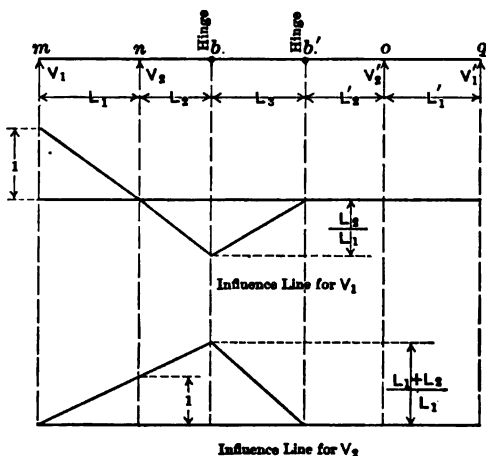 m n Hinge b. Hinge b.' o q
V₁ V₂ V₂' V₁'
L₁ L₂ L₃ L₂' L₁'
1
L₂
L₁
Influence Line for V₁
1
L₁+L₂
L₁
Influence Line for V₂